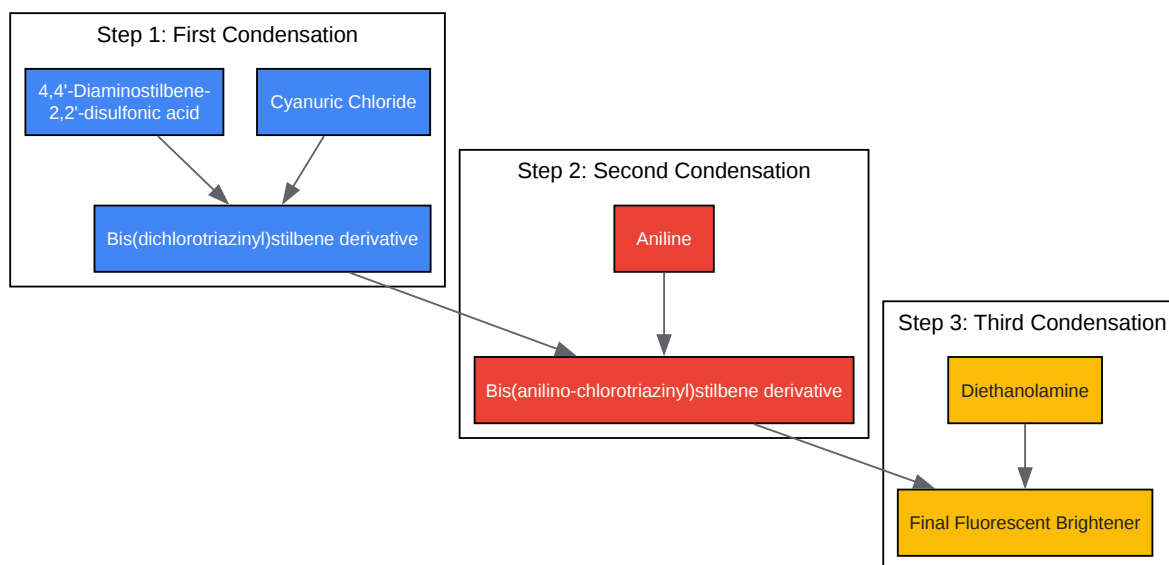 Step 1: First Condensation
4,4'-Diaminostilbene-
2,2'-disulfonic acid
Cyanuric Chloride
Bis(dichlorotriazinyl)stilbene derivative
Step 2: Second Condensation
Aniline
Bis(anilino-chlorotriazinyl)stilbene derivative
Step 3: Third Condensation
Diethanolamine
Final Fluorescent Brightener